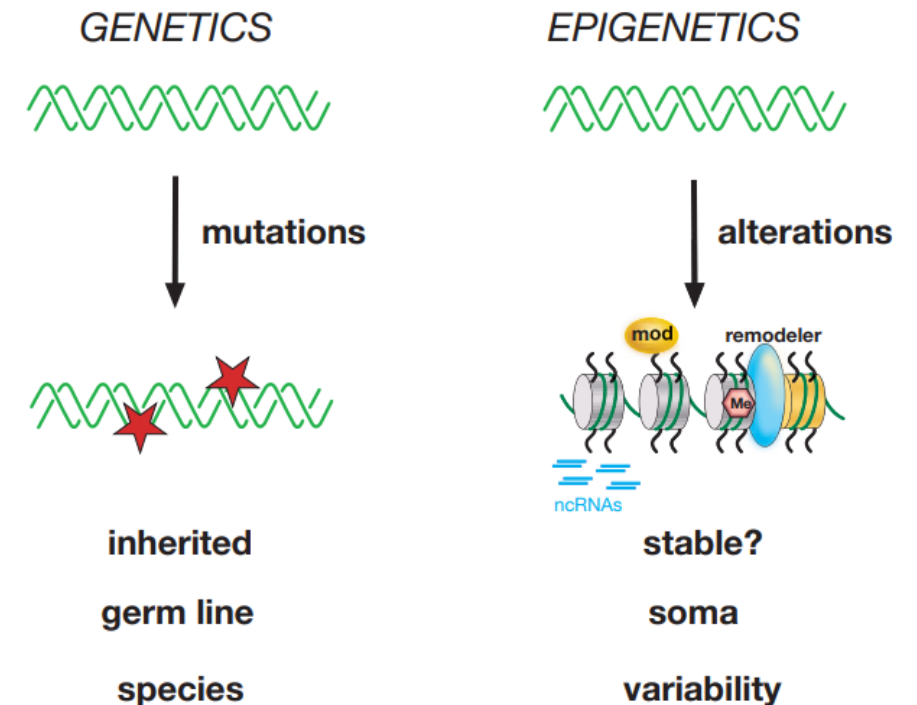 GENETICS
EPIGENETICS
mutations
alterations
mod
remodeler
Me
ncRNAs
inherited
stable?
germ line
soma
species
variability